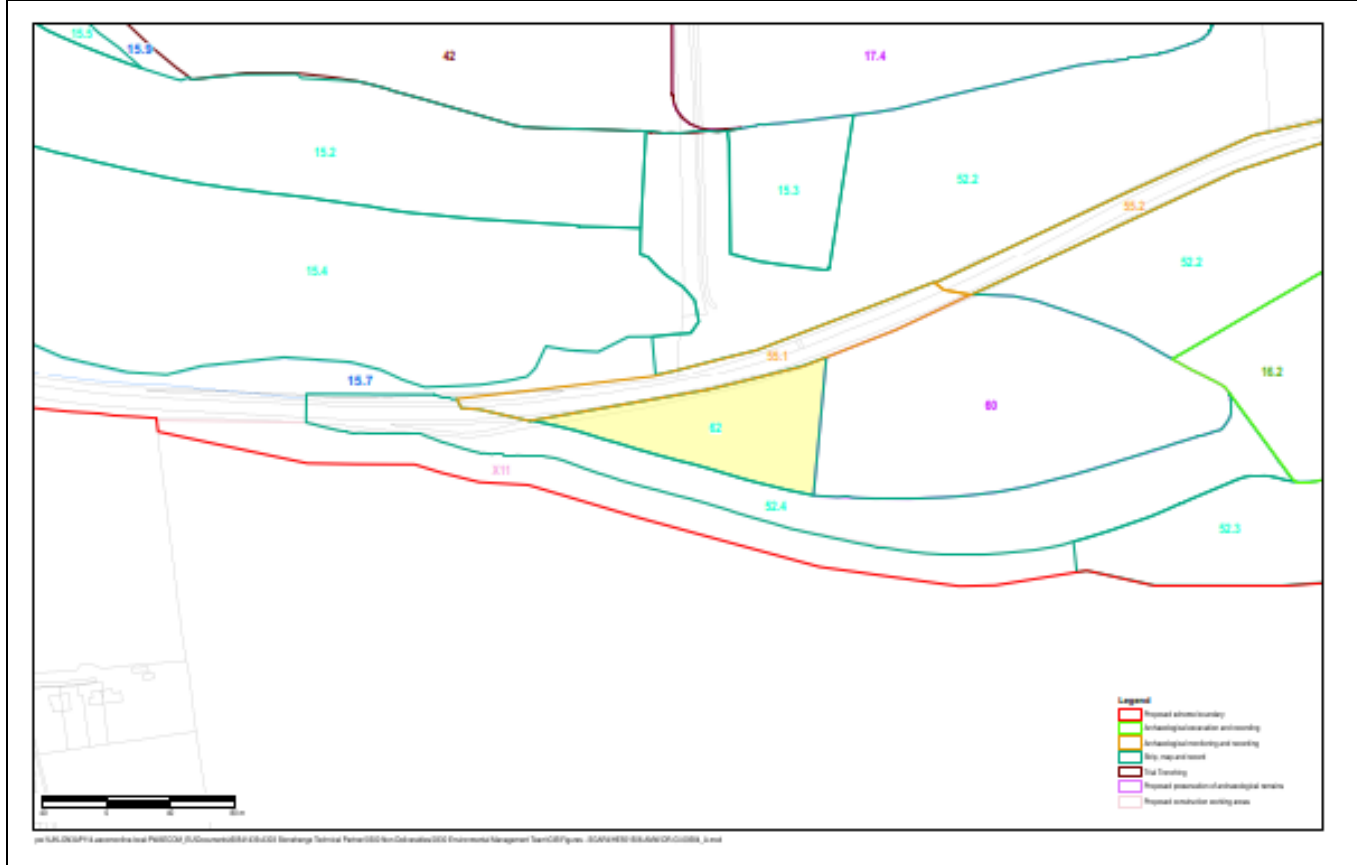 15.5
15.9
42
17.4
15.2
15.3
52.2
55.2
15.4
52.2
55.1
16.2
15.7
60
62
X11
52.4
52.3
Legend
Proposed scheme boundary
Archaeological excavation and recording
Archaeological monitoring and recording
Strip, map and record
Trial Trenching
Proposed preservation of archaeological remains
Proposed construction working areas